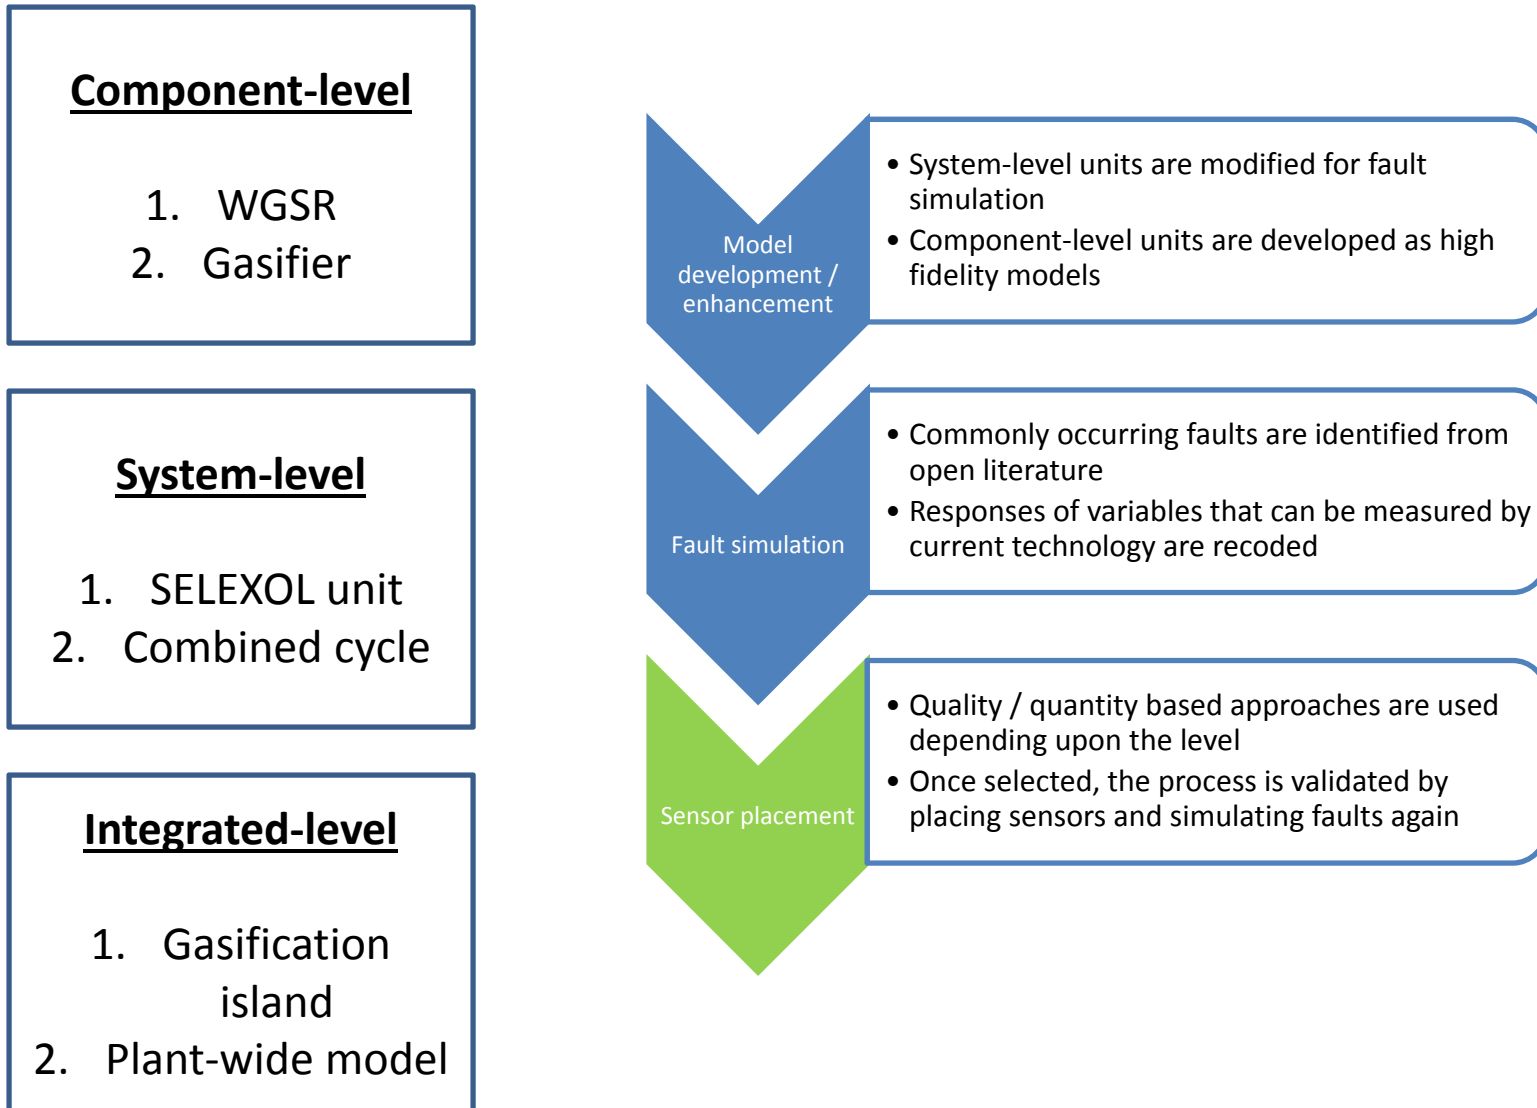 Component-level
1. WGSR
2. Gasifier
System-level
1. SELEXOL unit
2. Combined cycle
Integrated-level
1. Gasification
island
2. Plant-wide model
Model
development /
enhancement
• System-level units are modified for fault
simulation
• Component-level units are developed as high
fidelity models
Fault simulation
• Commonly occurring faults are identified from
open literature
• Responses of variables that can be measured by
current technology are recoded
Sensor placement
• Quality / quantity based approaches are used
depending upon the level
• Once selected, the process is validated by
placing sensors and simulating faults again